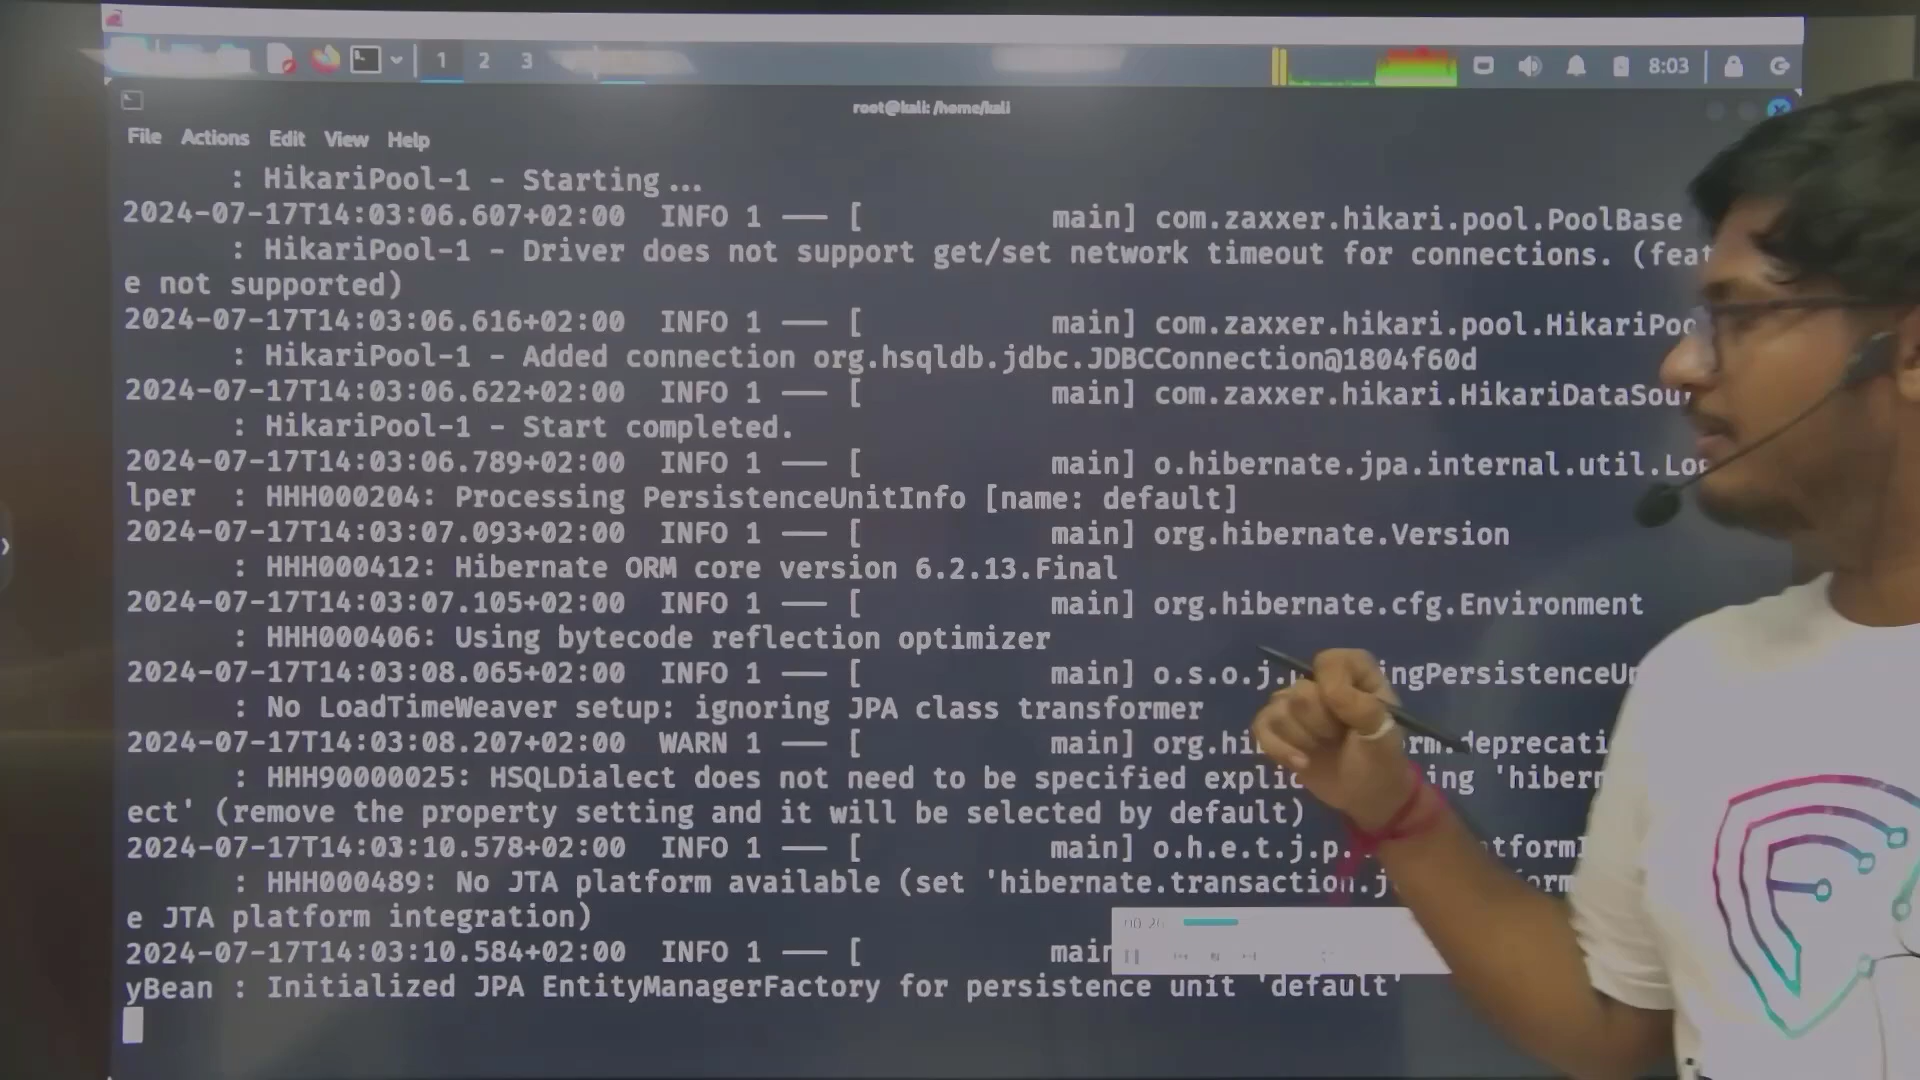 1 2 3 8:03
root@kali: /home/kali
File Actions Edit View Help
: HikariPool-1 - Starting ...
2024-07-17T14:03:06.607+02:00 INFO 1 — [ main] com.zaxxer.hikari.pool.PoolBase
: HikariPool-1 - Driver does not support get/set network timeout for connections. (feat
e not supported)
2024-07-17T14:03:06.616+02:00 INFO 1 — [ main] com.zaxxer.hikari.pool.HikariPoo
: HikariPool-1 - Added connection org.hsqldb.jdbc.JDBCConnection@1804f60d
2024-07-17T14:03:06.622+02:00 INFO 1 — [ main] com.zaxxer.hikari.HikariDataSou
: HikariPool-1 - Start completed.
2024-07-17T14:03:06.789+02:00 INFO 1 — [ main] o.hibernate.jpa.internal.util.Lo
lper : HHH000204: Processing PersistenceUnitInfo [name: default]
2024-07-17T14:03:07.093+02:00 INFO 1 — [ main] org.hibernate.Version
: HHH000412: Hibernate ORM core version 6.2.13.Final
2024-07-17T14:03:07.105+02:00 INFO 1 — [ main] org.hibernate.cfg.Environment
: HHH000406: Using bytecode reflection optimizer
2024-07-17T14:03:08.065+02:00 INFO 1 — [ main] o.s.o.j. ingPersistenceUn
: No LoadTimeWeaver setup: ignoring JPA class transformer
2024-07-17T14:03:08.207+02:00 WARN 1 — [ main] org.hi rm.deprecati
: HHH90000025: HSQLDialect does not need to be specified explic ing 'hibern
ect' (remove the property setting and it will be selected by default)
2024-07-17T14:03:10.578+02:00 INFO 1 — [ main] o.h.e.t.j.p. tform
: HHH000489: No JTA platform available (set 'hibernate.transaction.j form
e JTA platform integration)
2024-07-17T14:03:10.584+02:00 INFO 1 — [ main
yBean : Initialized JPA EntityManagerFactory for persistence unit 'default'